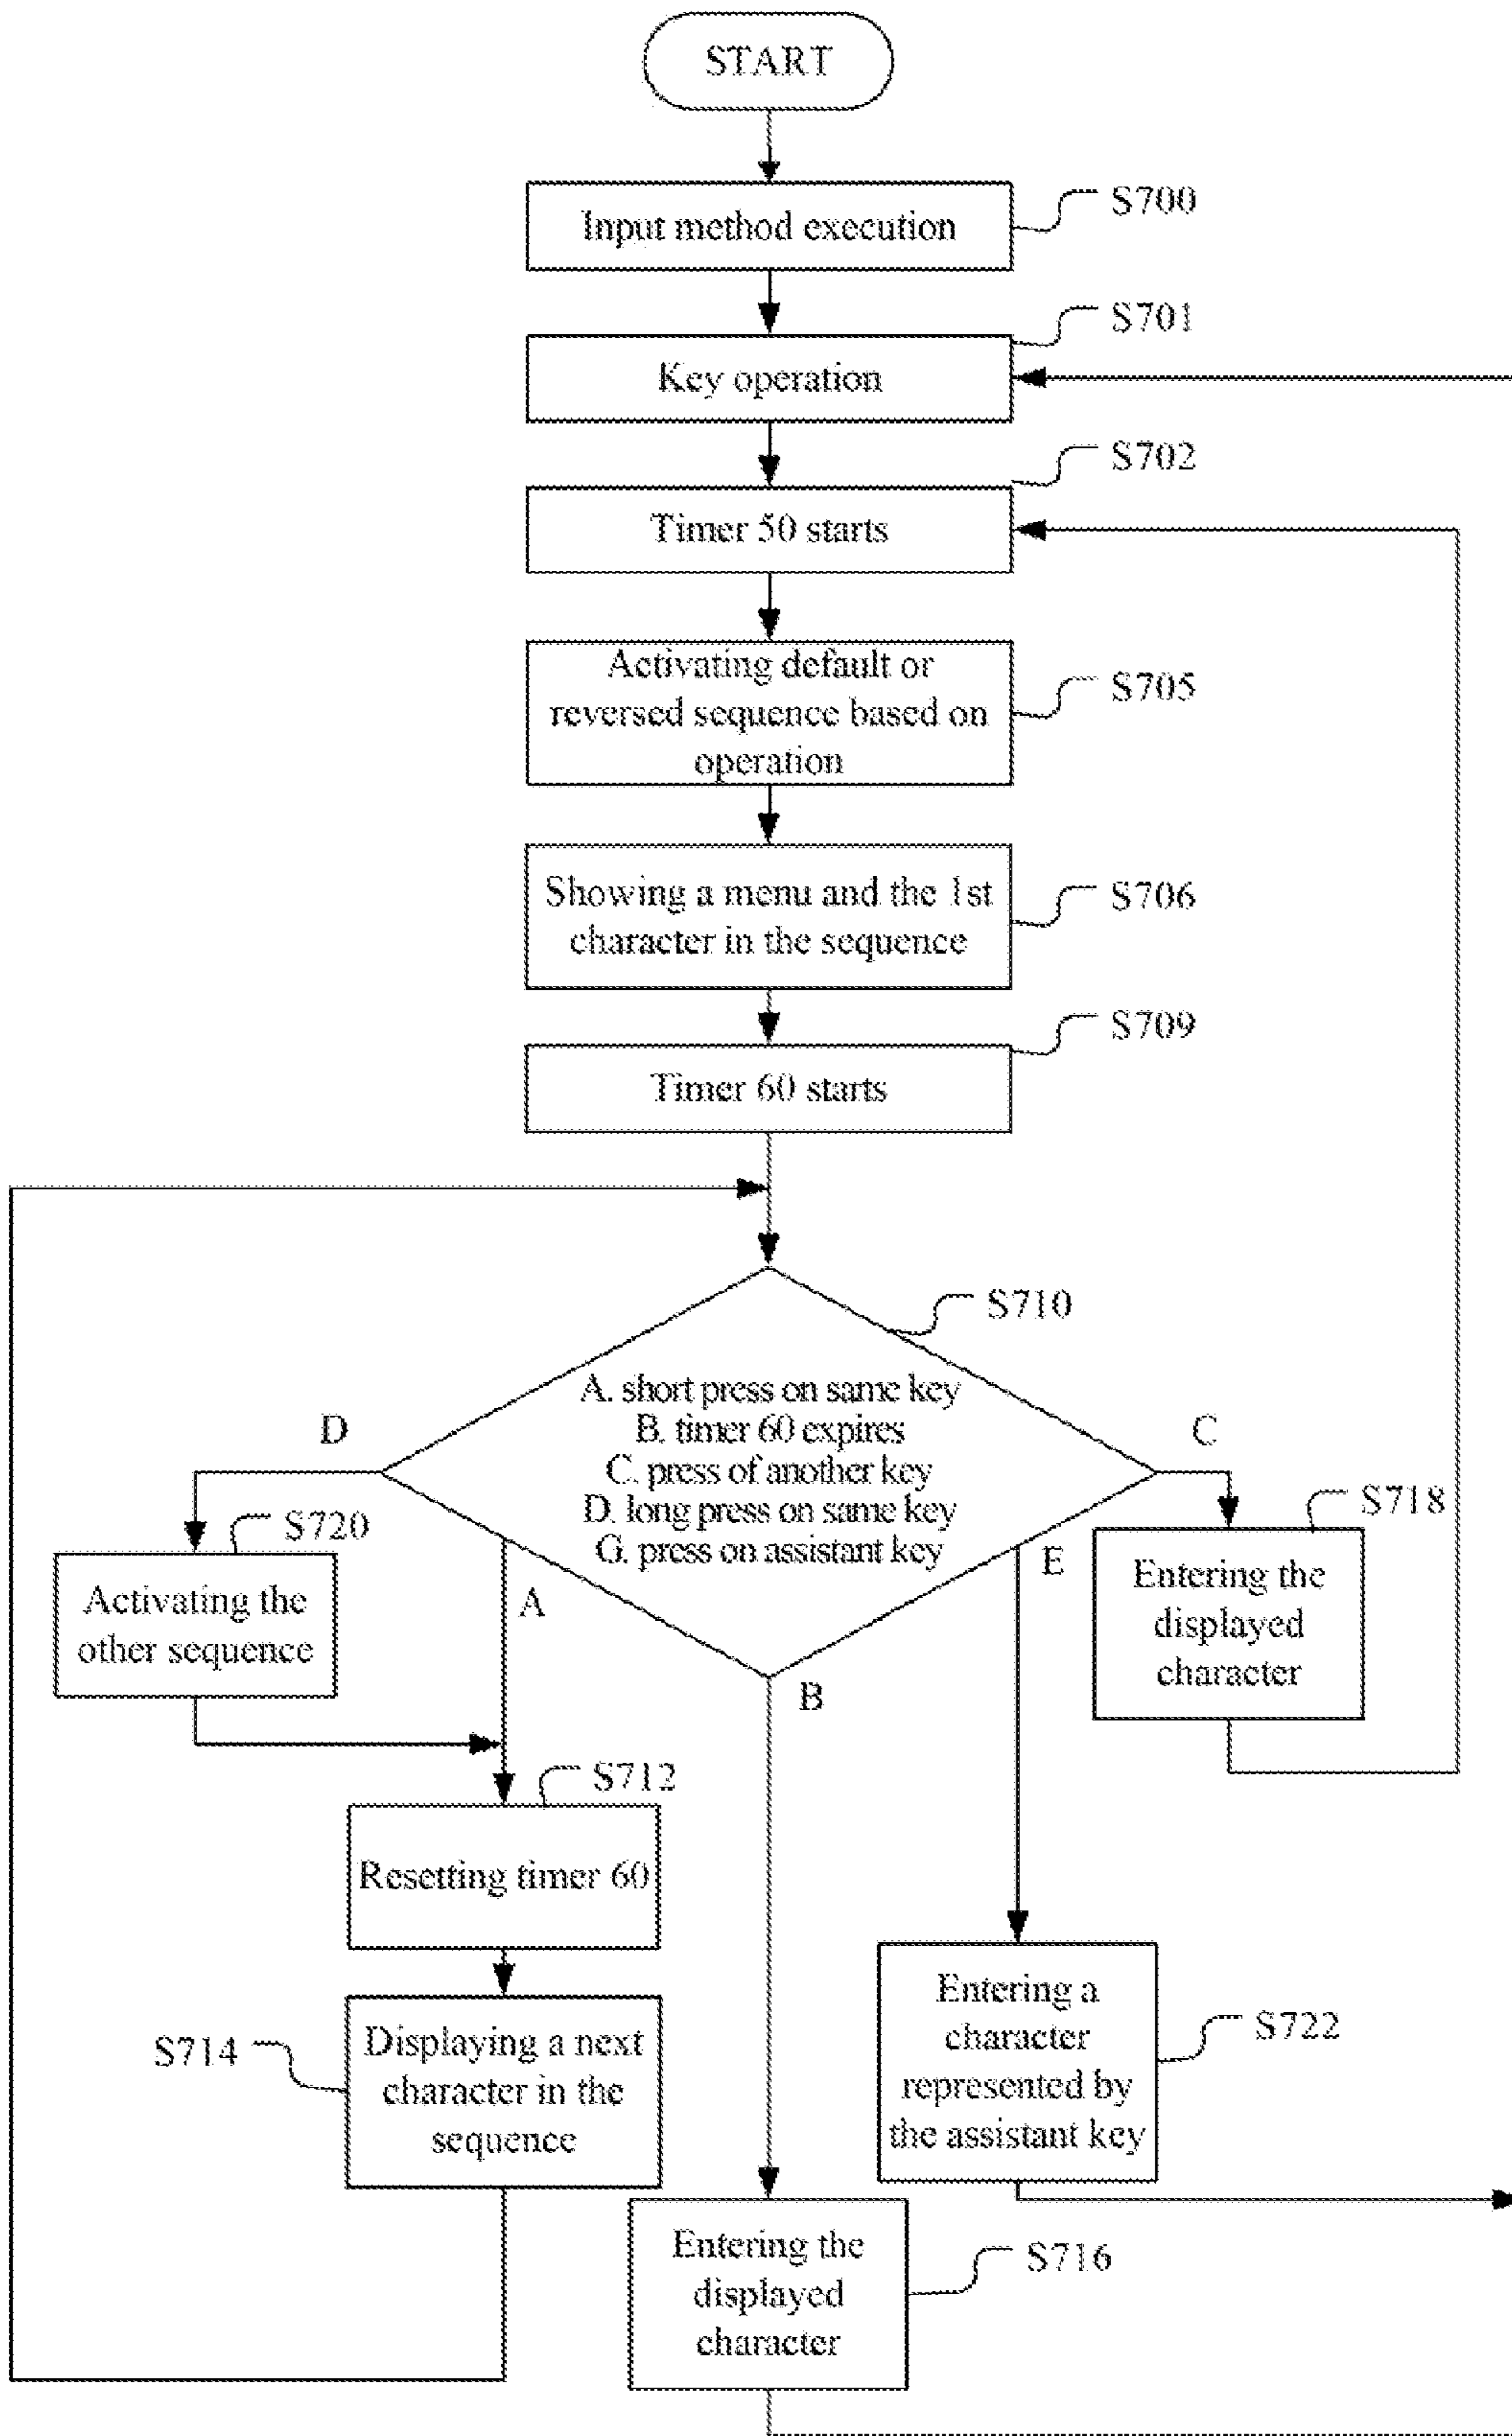 START
Input method execution
S700
S701
Key operation
S702
Timer 50 starts
Activating default or
reversed sequence based on
operation
S705
Showing a menu and the 1st
character in the sequence
S706
S709
Timer 60 starts
S710
A. short press on same key
B. timer 60 expires
C. press of another key
D. long press on same key
G. press on assistant key
D
C
S720
Activating the
other sequence
A
B
E
S718
Entering the
displayed
character
S712
Resetting timer 60
S714
Displaying a next
character in the
sequence
Entering a
character
represented by
the assistant key
S722
Entering the
displayed
character
S716